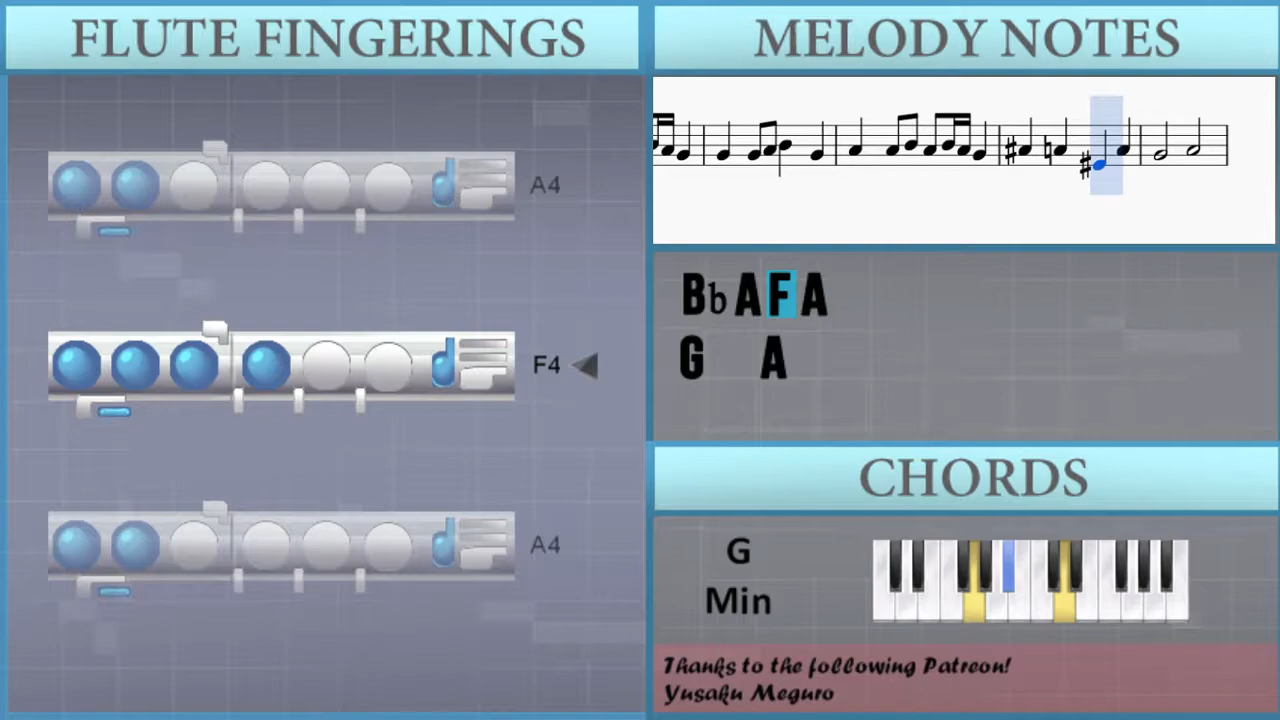 FLUTE FINGERINGS
A4
F4
A4
MELODY NOTES
Bb A F A
G A
CHORDS
G
Min
Thanks to the following Patreon!
Yusaku Meguro